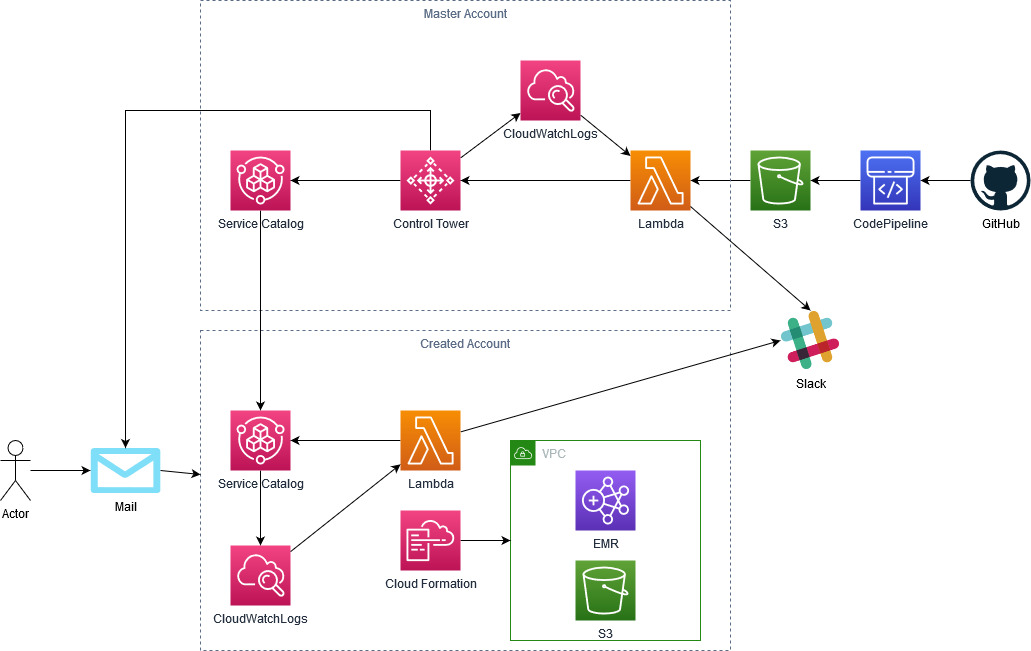 Master Account
CloudWatchLogs
Service Catalog
Control Tower
Lambda
S3
CodePipeline
GitHub
Created Account
Slack
Service Catalog
Lambda
VPC
Actor
Mail
EMR
Cloud Formation
CloudWatchLogs
S3